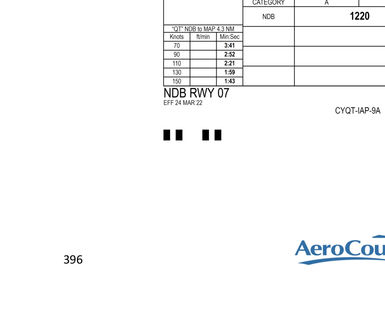 CATEGORY A
NDB 1220
"QT" NDB to MAP 4.3 NM
Knots ft/min Min:Sec
70 3:41
90 2:52
110 2:21
130 1:59
150 1:43
NDB RWY 07
EFF 24 MAR 22
CYQT-IAP-9A
AeroCou
396